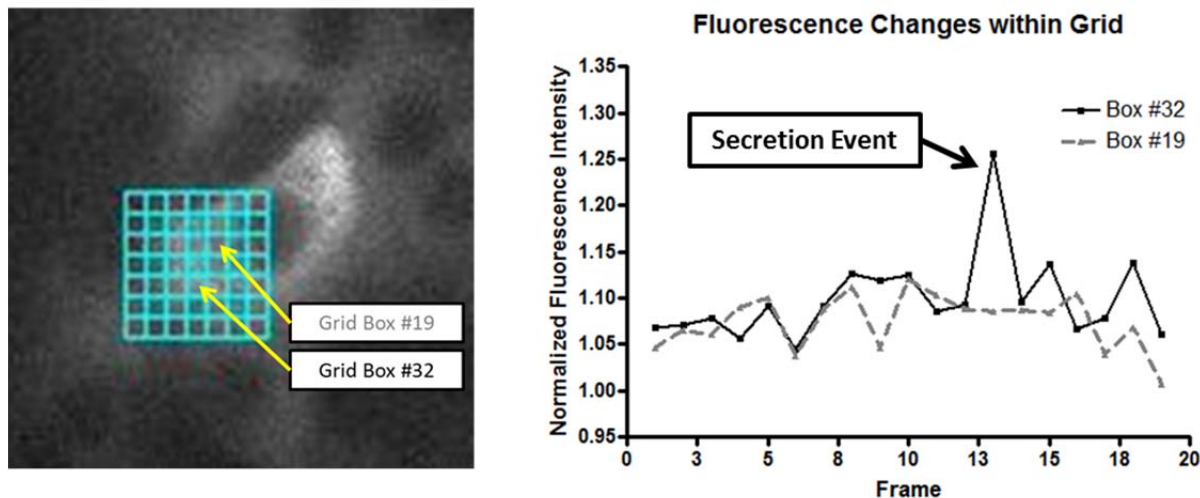 Grid Box #19
Grid Box #32
Fluorescence Changes within Grid
Normalized Fluorescence Intensity
1.35
1.30
1.25
1.20
1.15
1.10
1.05
1.00
0.95
Secretion Event
Box #32
Box #19
0 3 5 8 10 13 15 18 20
Frame